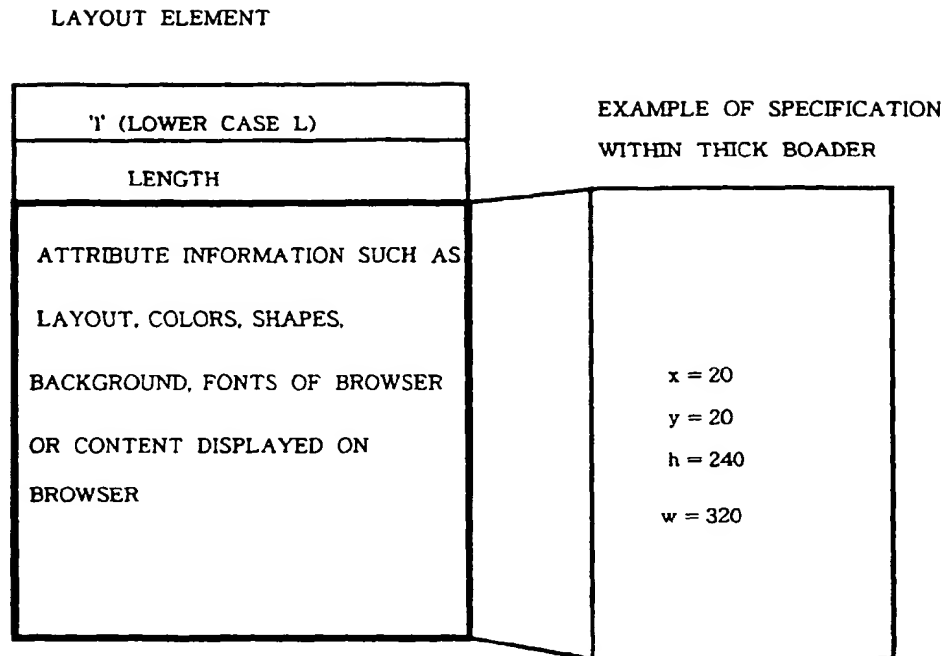 LAYOUT ELEMENT
'l' (LOWER CASE L)
LENGTH
ATTRIBUTE INFORMATION SUCH AS
LAYOUT, COLORS, SHAPES,
BACKGROUND, FONTS OF BROWSER
OR CONTENT DISPLAYED ON
BROWSER
EXAMPLE OF SPECIFICATION
WITHIN THICK BOADER
x = 20
y = 20
h = 240
w = 320